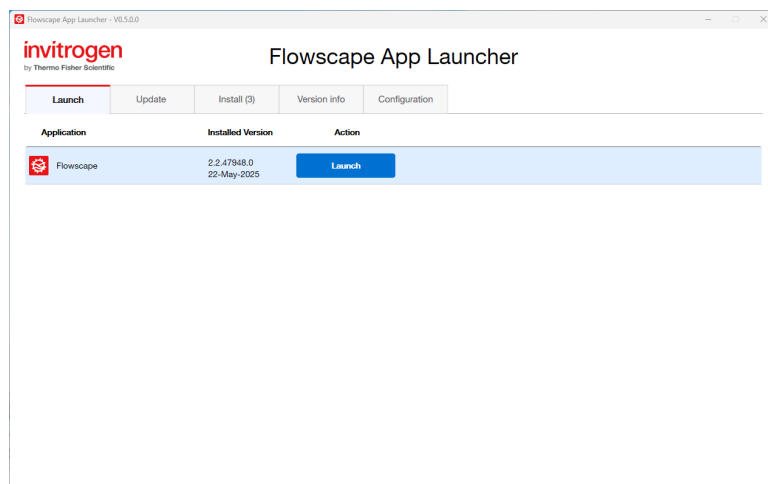 Flowscape App Launcher - V0.5.0.0
invitrogen
by Thermo Fisher Scientific
Flowscape App Launcher
Launch Update Install (3) Version info Configuration
Application Installed Version Action
Flowscape 2.2.47948.0 Launch
22-May-2025